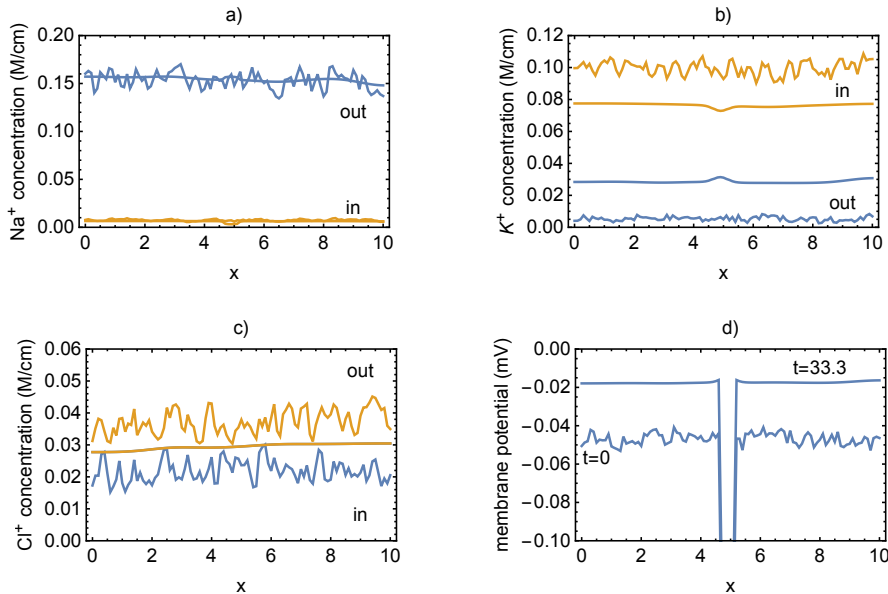 a)
Na+ concentration (M/cm)
0.20
0.15
0.10
0.05
0.00
out
in
0 2 4 6 8 10
x
b)
K+ concentration (M/cm)
0.12
0.10
0.08
0.06
0.04
0.02
0.00
in
out
0 2 4 6 8 10
x
c)
Cl+ concentration (M/cm)
0.06
0.05
0.04
0.03
0.02
0.01
0.00
out
in
0 2 4 6 8 10
x
d)
membrane potential (mV)
0.00
−0.02
−0.04
−0.06
−0.08
−0.10
t=33.3
t=0
0 2 4 6 8 10
x